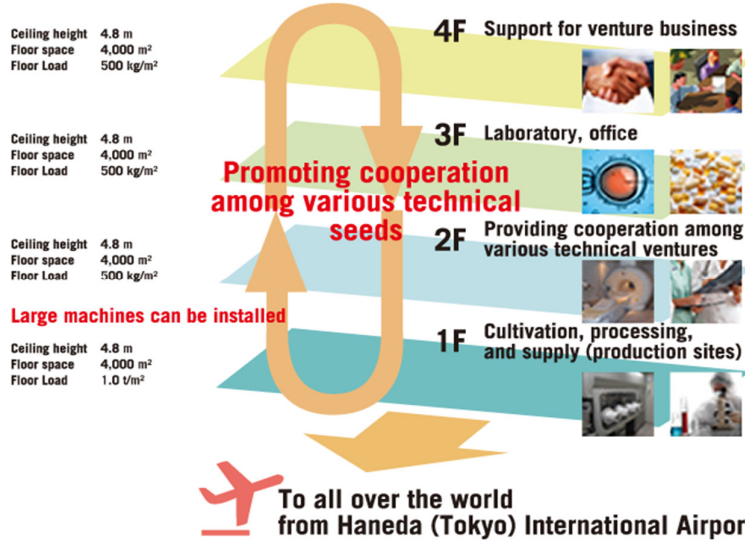 Ceiling height 4.8 m
Floor space 4,000 m²
Floor Load 500 kg/m²
4F Support for venture business
Ceiling height 4.8 m
Floor space 4,000 m²
Floor Load 500 kg/m²
3F Laboratory, office
Promoting cooperation
among various technical
seeds
Ceiling height 4.8 m
Floor space 4,000 m²
Floor Load 500 kg/m²
2F Providing cooperation among
various technical ventures
Large machines can be installed
Ceiling height 4.8 m
Floor space 4,000 m²
Floor Load 1.0 t/m²
1F Cultivation, processing,
and supply (production sites)
To all over the world
from Haneda (Tokyo) International Airpor